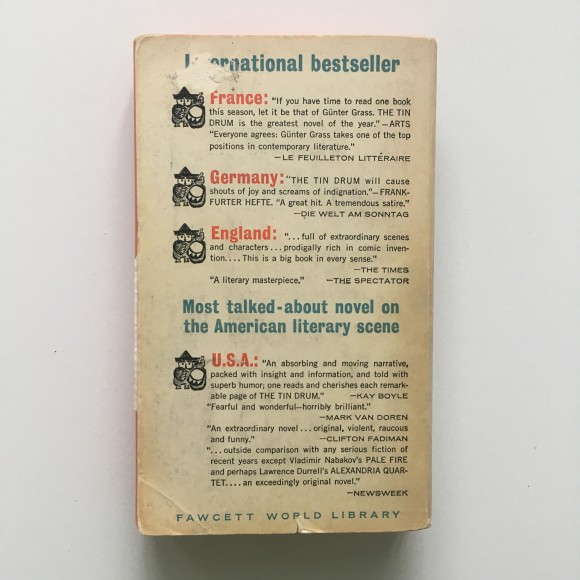 International bestseller
France: "If you have time to read one book
this season, let it be that of Günter Grass. THE TIN
DRUM is the greatest novel of the year."—ARTS
"Everyone agrees: Günter Grass takes one of the top
positions in contemporary literature."
—LE FEUILLETON LITTÉRAIRE
Germany: "THE TIN DRUM will cause
shouts of joy and screams of indignation."—FRANK-
FURTER HEFTE. "A great hit. A tremendous satire."
—DIE WELT AM SONNTAG
England: "...full of extraordinary scenes
and characters...prodigally rich in comic inven-
tion....This is a big book in every sense."
—THE TIMES
"A literary masterpiece." —THE SPECTATOR
Most talked-about novel on
the American literary scene
U.S.A.: "An absorbing and moving narrative,
packed with insight and information, and told with
superb humor; one reads and cherishes each remark-
able page of THE TIN DRUM." —KAY BOYLE
"Fearful and wonderful—horribly brilliant."
—MARK VAN DOREN
"An extraordinary novel...original, violent, raucous
and funny." —CLIFTON FADIMAN
"...outside comparison with any serious fiction of
recent years except Vladimir Nabakov's PALE FIRE
and perhaps Lawrence Durrell's ALEXANDRIA QUAR-
TET....an exceedingly original novel."
—NEWSWEEK
FAWCETT WORLD LIBRARY